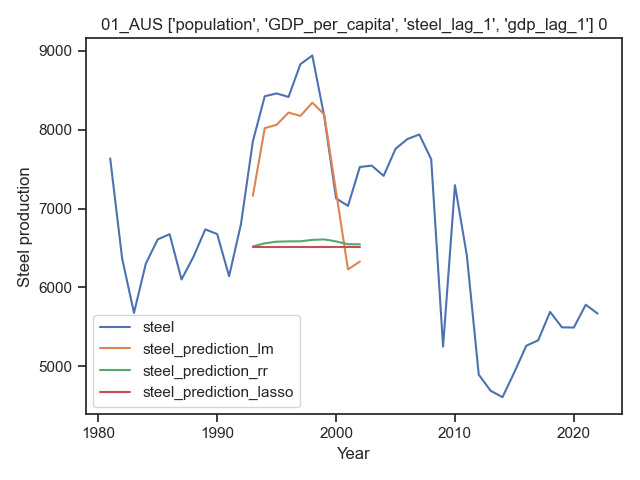 01_AUS ['population', 'GDP_per_capita', 'steel_lag_1', 'gdp_lag_1'] 0
9000
8000
7000
6000
5000
Steel production
steel
steel_prediction_lm
steel_prediction_rr
steel_prediction_lasso
1980
1990
2000
2010
2020
Year